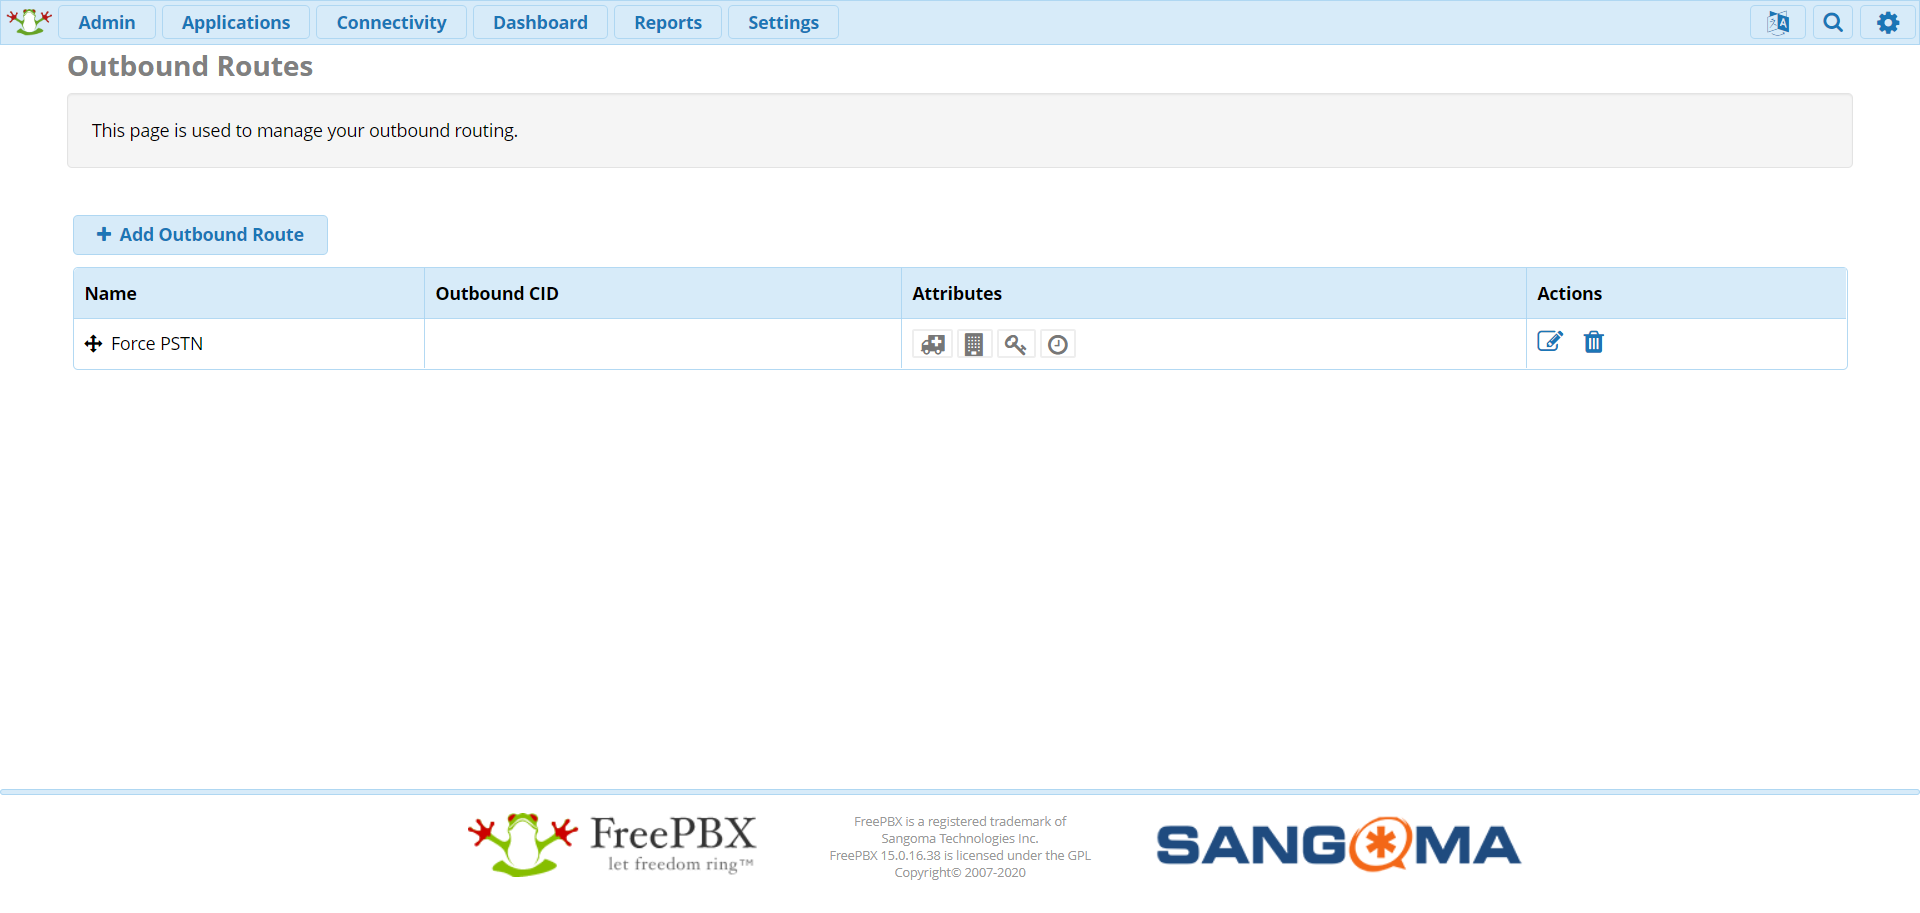 Admin Applications Connectivity Dashboard Reports Settings
Outbound Routes
This page is used to manage your outbound routing.
Add Outbound Route
Name Outbound CID Attributes Actions
Force PSTN
FreePBX
let freedom ring™
FreePBX is a registered trademark of
Sangoma Technologies Inc.
FreePBX 15.0.16.38 is licensed under the GPL
Copyright© 2007-2020
SANGOMA